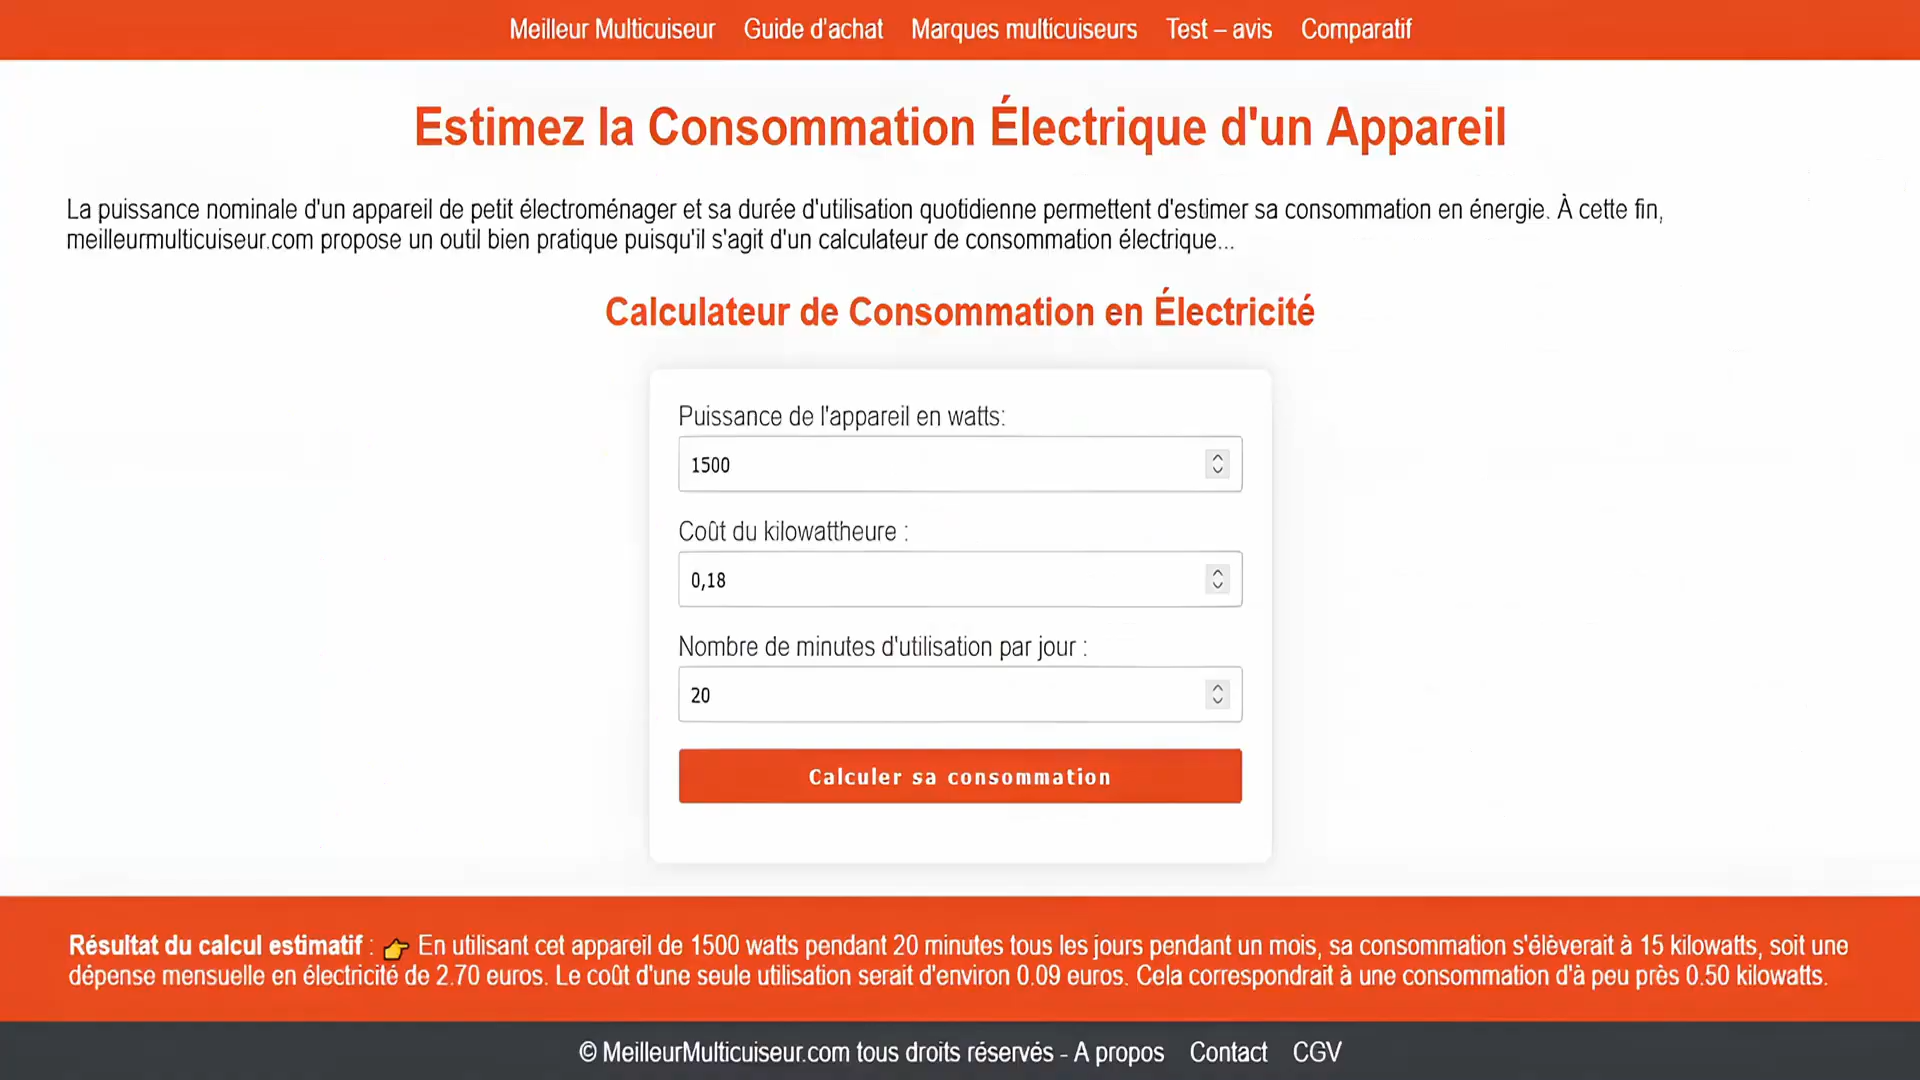 Meilleur Multicuiseur Guide d'achat Marques multicuiseurs Test – avis Comparatif
Estimez la Consommation Électrique d'un Appareil
La puissance nominale d'un appareil de petit électroménager et sa durée d'utilisation quotidienne permettent d'estimer sa consommation en énergie. À cette fin,
meilleurmulticuiseur.com propose un outil bien pratique puisqu'il s'agit d'un calculateur de consommation électrique...
Calculateur de Consommation en Électricité
Puissance de l'appareil en watts:
1500
Coût du kilowattheure :
0,18
Nombre de minutes d'utilisation par jour :
20
Calculer sa consommation
Résultat du calcul estimatif : 👉 En utilisant cet appareil de 1500 watts pendant 20 minutes tous les jours pendant un mois, sa consommation s'élèverait à 15 kilowatts, soit une
dépense mensuelle en électricité de 2.70 euros. Le coût d'une seule utilisation serait d'environ 0.09 euros. Cela correspondrait à une consommation d'à peu près 0.50 kilowatts.
© MeilleurMulticuiseur.com tous droits réservés - A propos Contact CGV